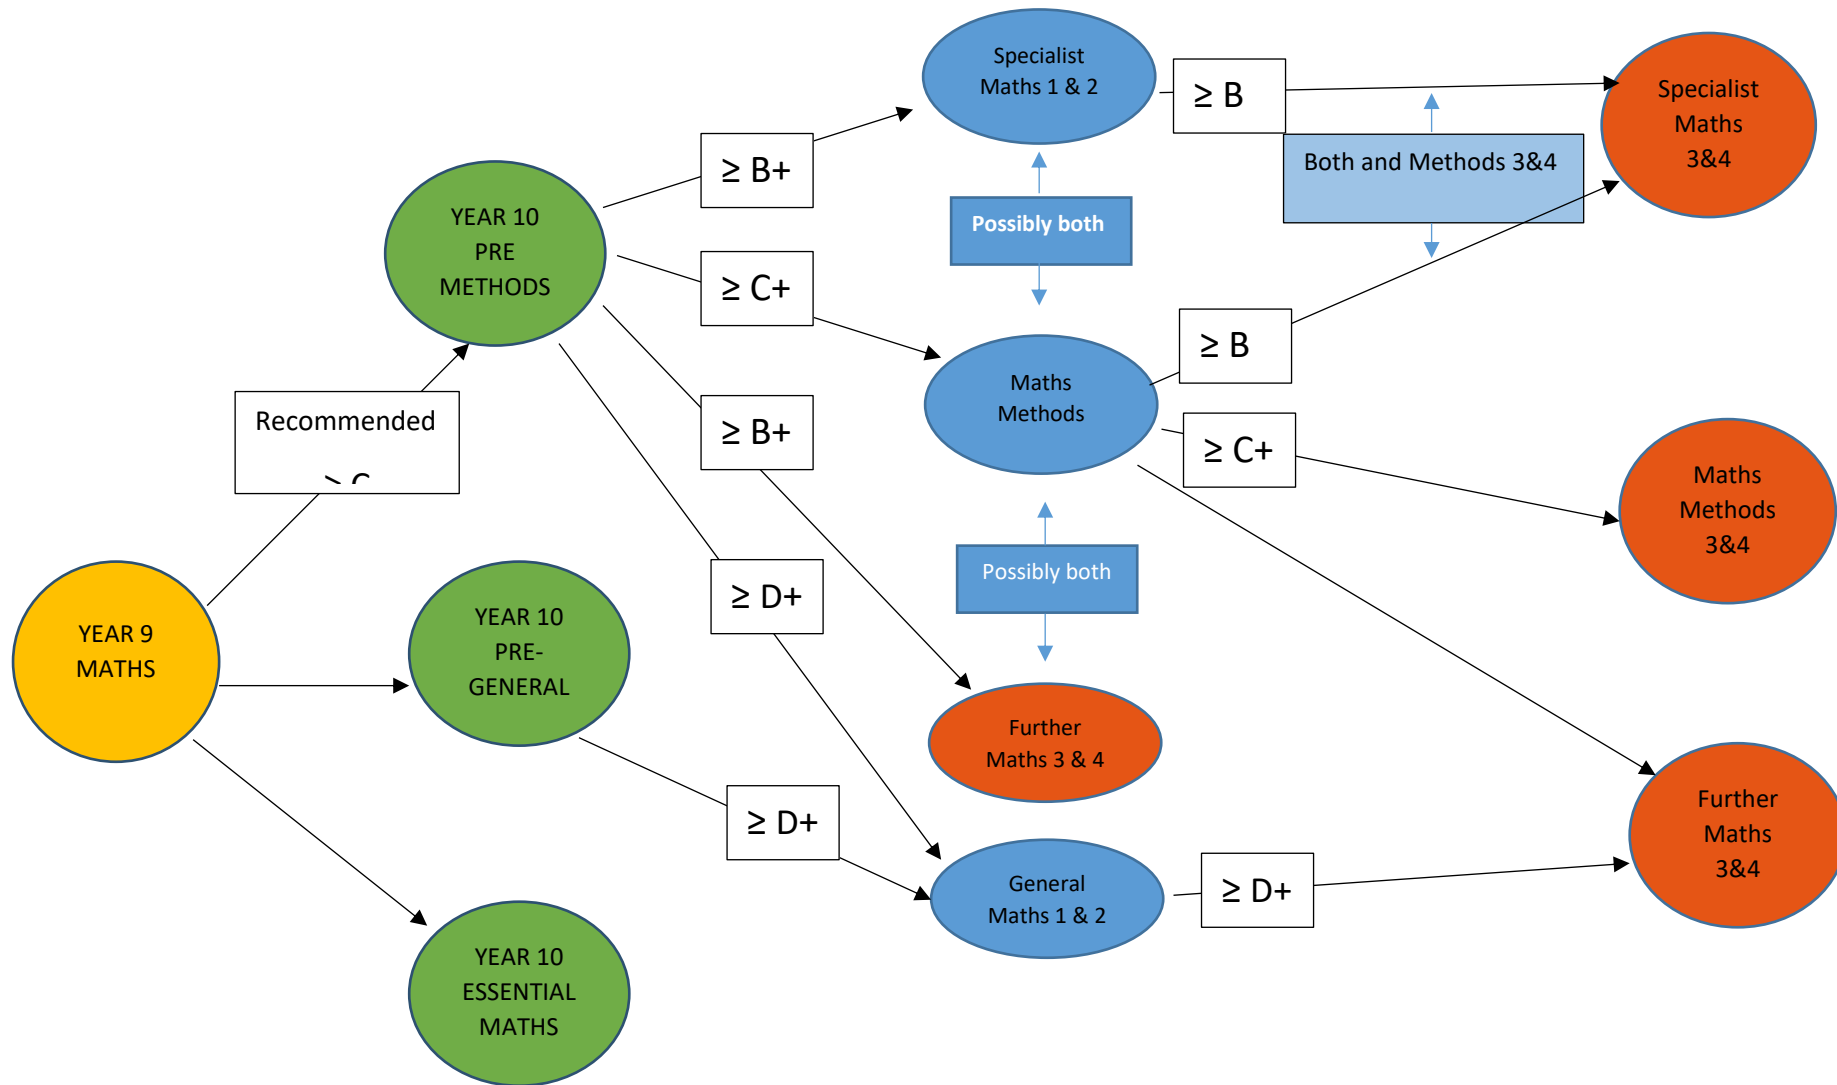 Specialist
Maths 1 & 2
≥ B
Specialist
Maths
3&4
≥ B+
Both and Methods 3&4
YEAR 10
PRE
METHODS
Possibly both
≥ C+
≥ B
Maths
Methods
Recommended
≥ B+
≥ C+
Maths
Methods
3&4
Possibly both
≥ D+
YEAR 9
MATHS
YEAR 10
PRE-
GENERAL
Further
Maths 3 & 4
≥ D+
Further
Maths
3&4
General
Maths 1 & 2
≥ D+
YEAR 10
ESSENTIAL
MATHS